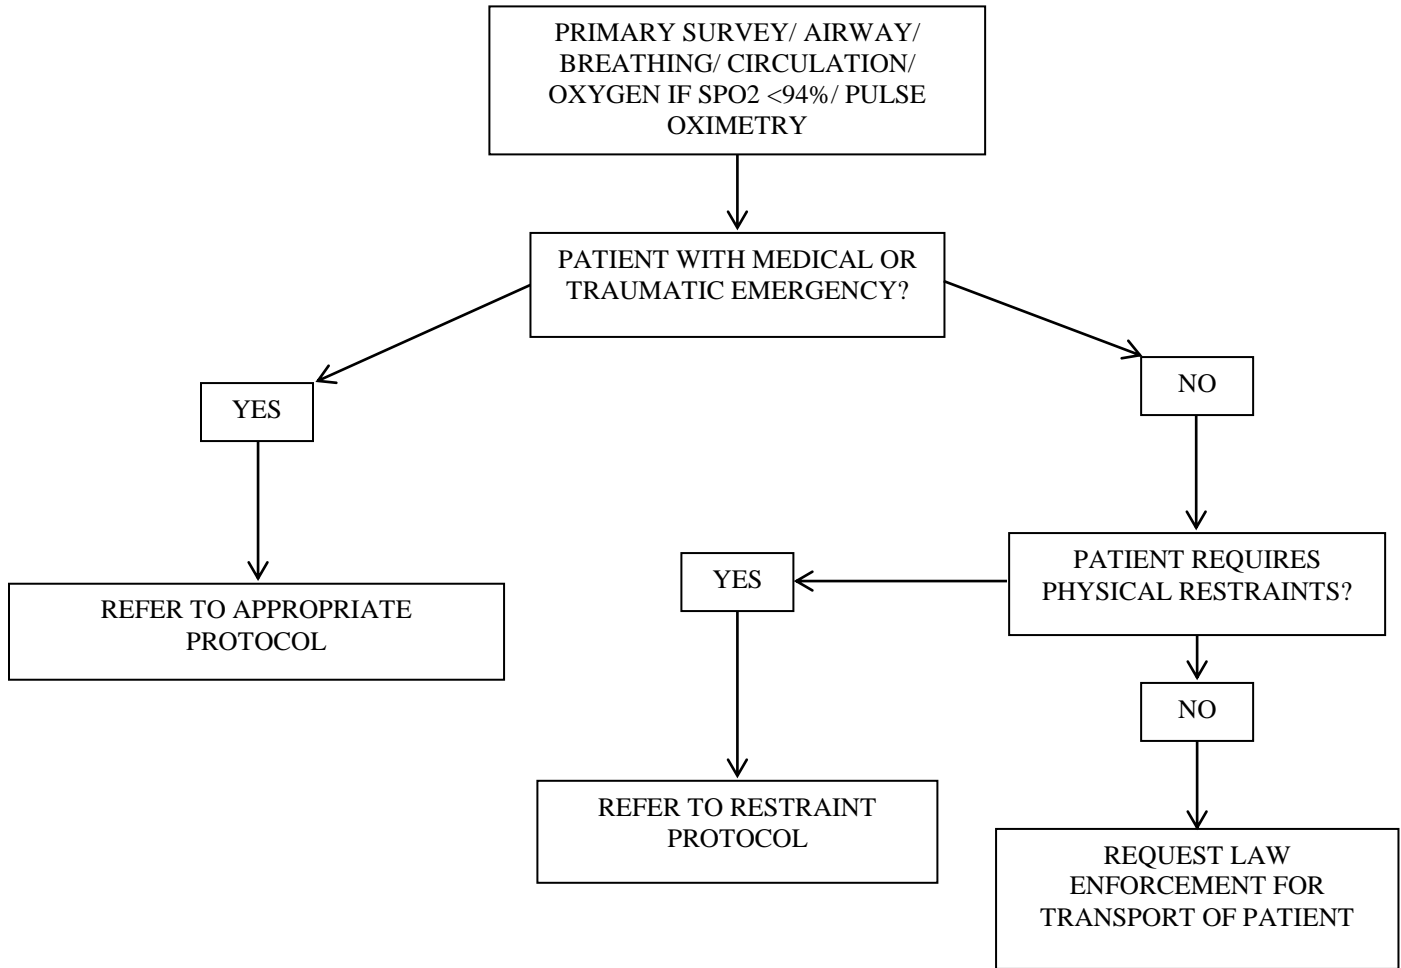 PRIMARY SURVEY/ AIRWAY/
BREATHING/ CIRCULATION/
OXYGEN IF SPO2 <94%/ PULSE
OXIMETRY
PATIENT WITH MEDICAL OR
TRAUMATIC EMERGENCY?
YES
NO
REFER TO APPROPRIATE
PROTOCOL
YES
PATIENT REQUIRES
PHYSICAL RESTRAINTS?
NO
REFER TO RESTRAINT
PROTOCOL
REQUEST LAW
ENFORCEMENT FOR
TRANSPORT OF PATIENT